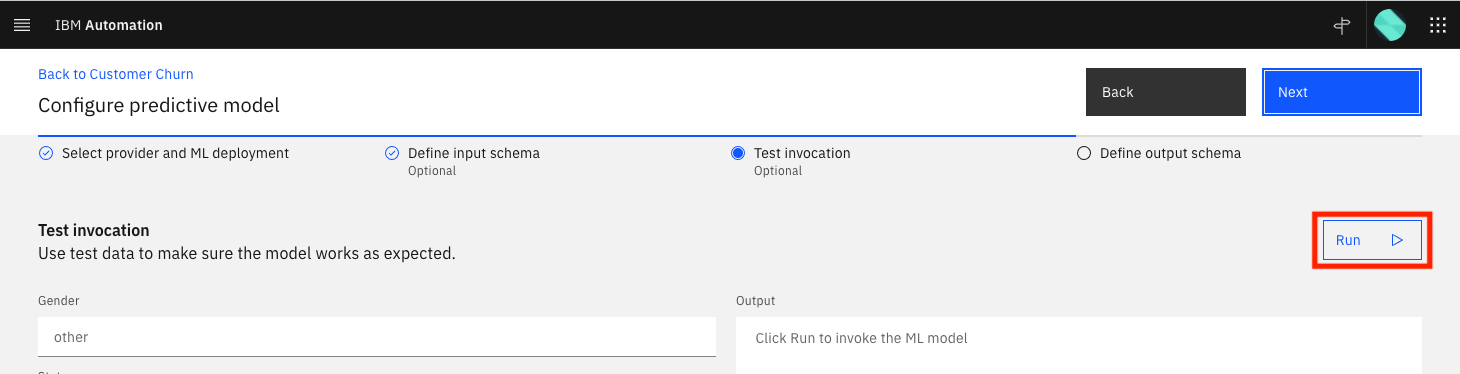 IBM Automation
Back to Customer Churn
Configure predictive model
Back
Next
Select provider and ML deployment
Define input schema
Optional
Test invocation
Optional
Define output schema
Test invocation
Use test data to make sure the model works as expected.
Run
Gender
other
Output
Click Run to invoke the ML model